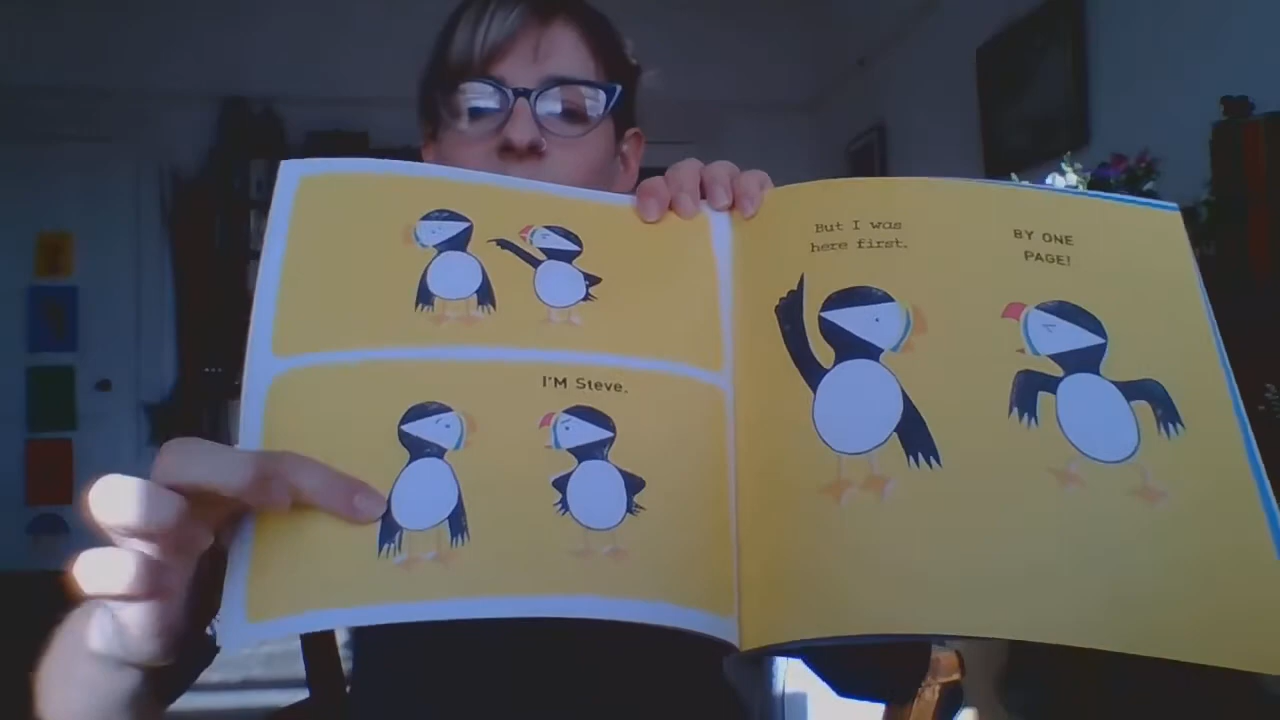 I'M Steve.
But I was
here first.
BY ONE
PAGE!